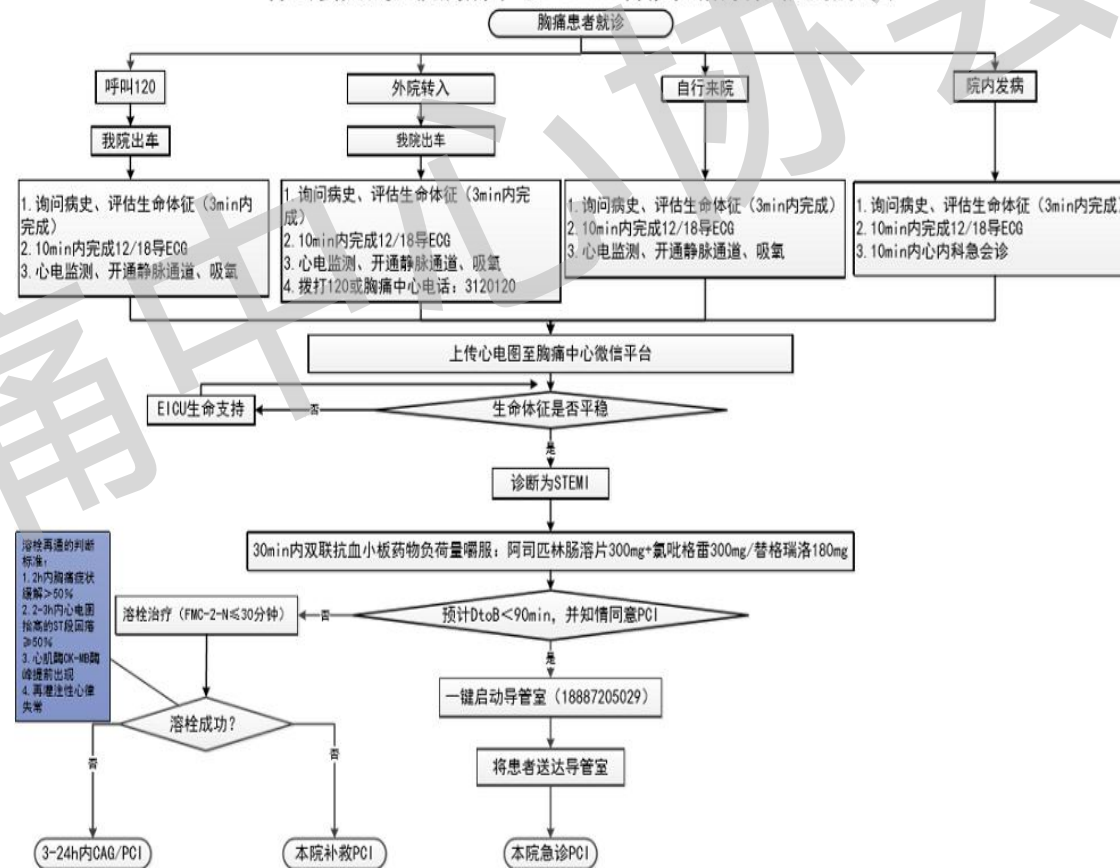 胸痛患者就诊
呼叫120
外院转入
自行来院
院内发病
我院出车
我院出车
1.询问病史、评估生命体征（3min内
完成）
2.10min内完成12/18导ECG
3.心电监测、开通静脉通道、吸氧
1.询问病史、评估生命体征（3min内完
成）
2.10min内完成12/18导ECG
3.心电监测、开通静脉通道、吸氧
4.拨打120或胸痛中心电话：3120120
1.询问病史、评估生命体征（3min完成）
2.10min内完成12/18导ECG
3.心电监测、开通静脉通道、吸氧
1.询问病史、评估生命体征（3min完成）
2.10min内完成12/18导ECG
3.10min内心内科急会诊
上传心电图至胸痛中心微信平台
EICU生命支持
否
生命体征是否平稳
是
诊断为STEMI
30min内双联抗血小板药物负荷量嚼服：阿司匹林肠溶片300mg+氯吡格雷300mg/替格瑞洛180mg
溶栓再通的判断
标准：
1.2h内胸痛症状
缓解>50%
2.2-3h内心电图
抬高的ST段回落
≥50%
3.心肌酶CK-MB酶
峰提前出现
4.再灌注性心律
失常
溶栓治疗（FMC-2-N≤30分钟）
否
预计DtoB＜90min，并知情同意PCI
是
一键启动导管室（18887205029）
溶栓成功？
否
否
将患者送达导管室
3-24h内CAG/PCI
本院补救PCI
本院急诊PCI
痛中心协会